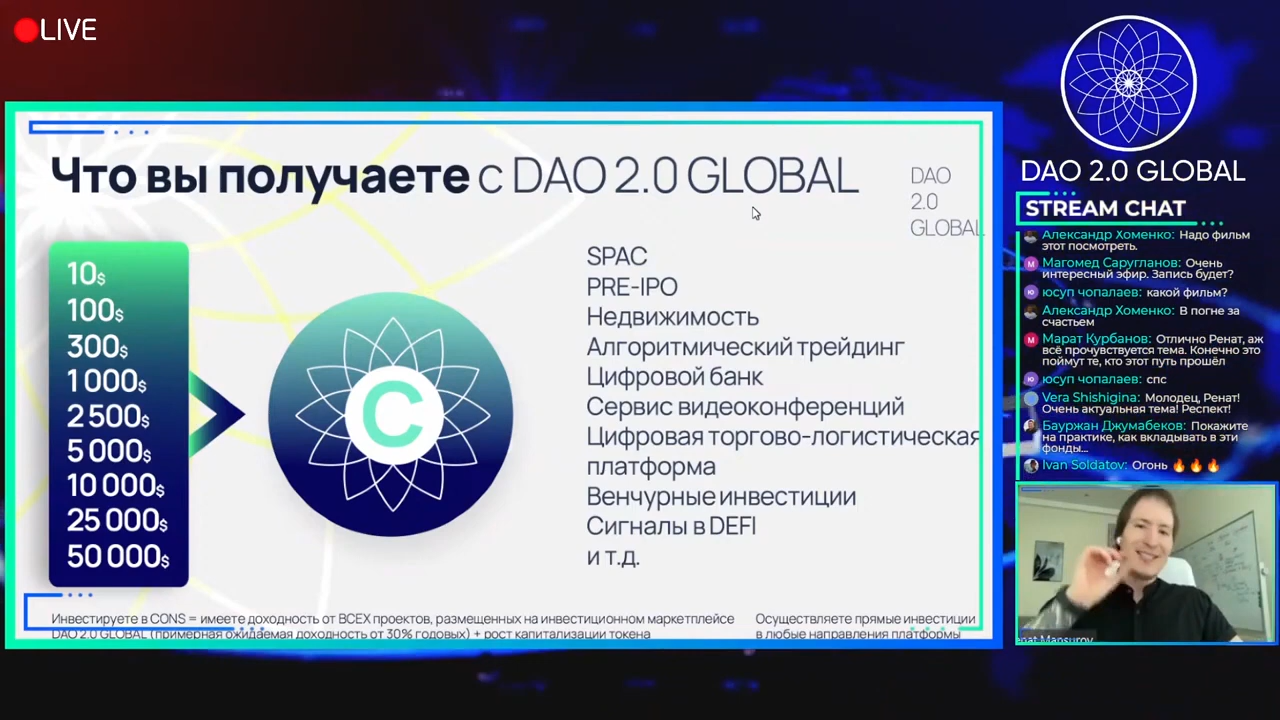 LIVE
Что вы получаете с DAO 2.0 GLOBAL
DAO
2.0
GLOBAL
10$
100$
300$
1 000$
2 500$
5 000$
10 000$
25 000$
50 000$
C
SPAC
PRE-IPO
Недвижимость
Алгоритмический трейдинг
Цифровой банк
Сервис видеоконференций
Цифровая торгово-логистическая
платформа
Венчурные инвестиции
Сигналы в DEFI
и т.д.
Инвестируете в CONS = имеете доходность от ВСЕХ проектов, размещенных на инвестиционном маркетплейсе
DAO 2.0 GLOBAL (примерная ожидаемая доходность от 30% годовых) + рост капитализации токена
Осуществляете прямые инвестиции
в любые направления платформы
DAO 2.0 GLOBAL
STREAM CHAT
Александр Хоменко: Надо фильм
этот посмотреть.
М
Магомед Саругланов: Очень
интересный эфир. Запись будет?
Ю
юсуп чопалаев: какой фильм?
Александр Хоменко: В погне за
счастьем
М
Марат Курбанов: Отлично Ренат, аж
всё прочувствуется тема. Конечно это
поймут те, кто этот путь прошёл
Ю
юсуп чопалаев: спс
Vera Shishigina: Молодец, Ренат!
Очень актуальная тема! Респект!
Бауржан Джумабеков: Покажите
на практике, как вкладывать в эти
фонды...
Ivan Soldatov: Огонь 🔥🔥🔥
enat Mansurov